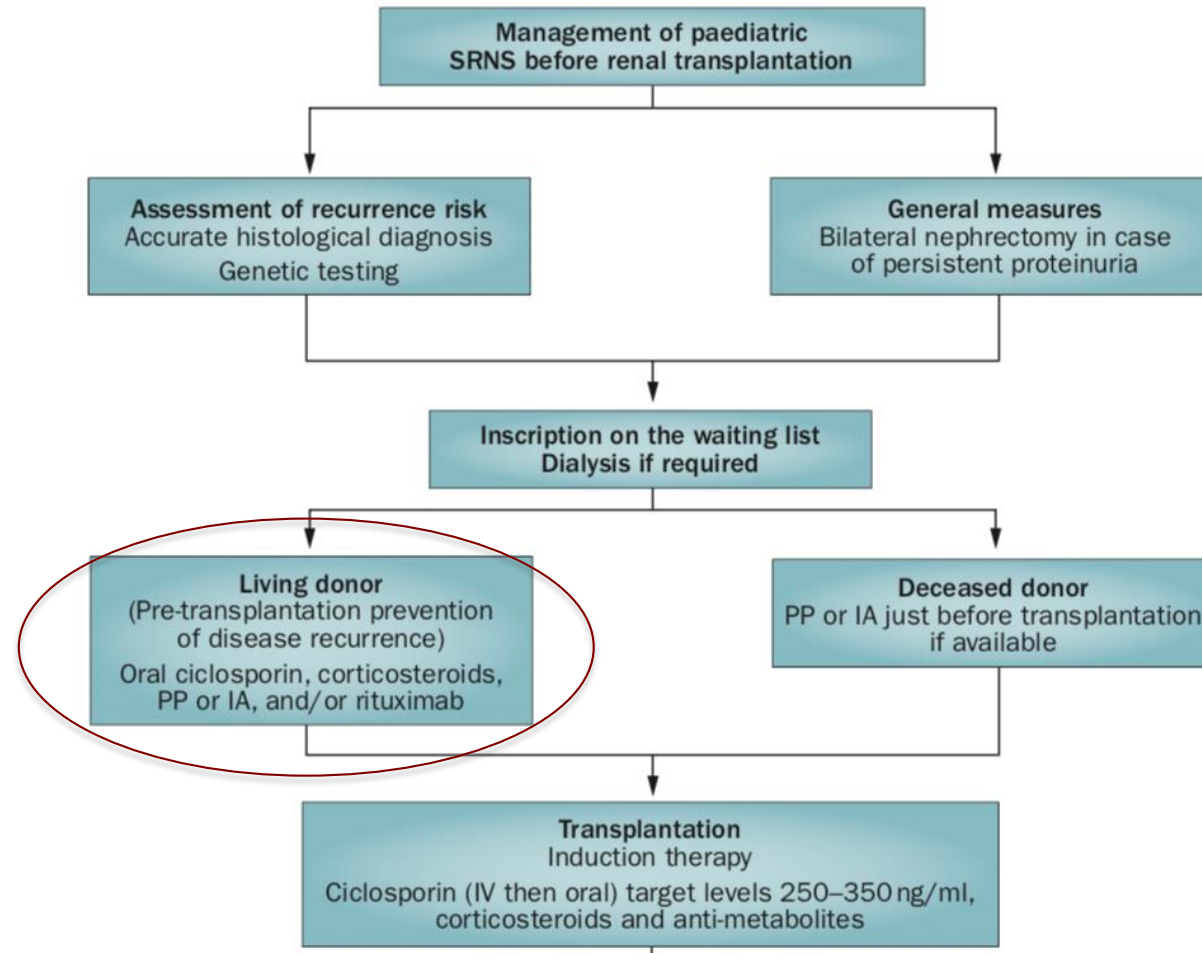 Management of paediatric
SRNS before renal transplantation
Assessment of recurrence risk
Accurate histological diagnosis
Genetic testing
General measures
Bilateral nephrectomy in case
of persistent proteinuria
Inscription on the waiting list
Dialysis if required
Living donor
(Pre-transplantation prevention
of disease recurrence)
Oral ciclosporin, corticosteroids,
PP or IA, and/or rituximab
Deceased donor
PP or IA just before transplantation
if available
Transplantation
Induction therapy
Ciclosporin (IV then oral) target levels 250–350 ng/ml,
corticosteroids and anti-metabolites